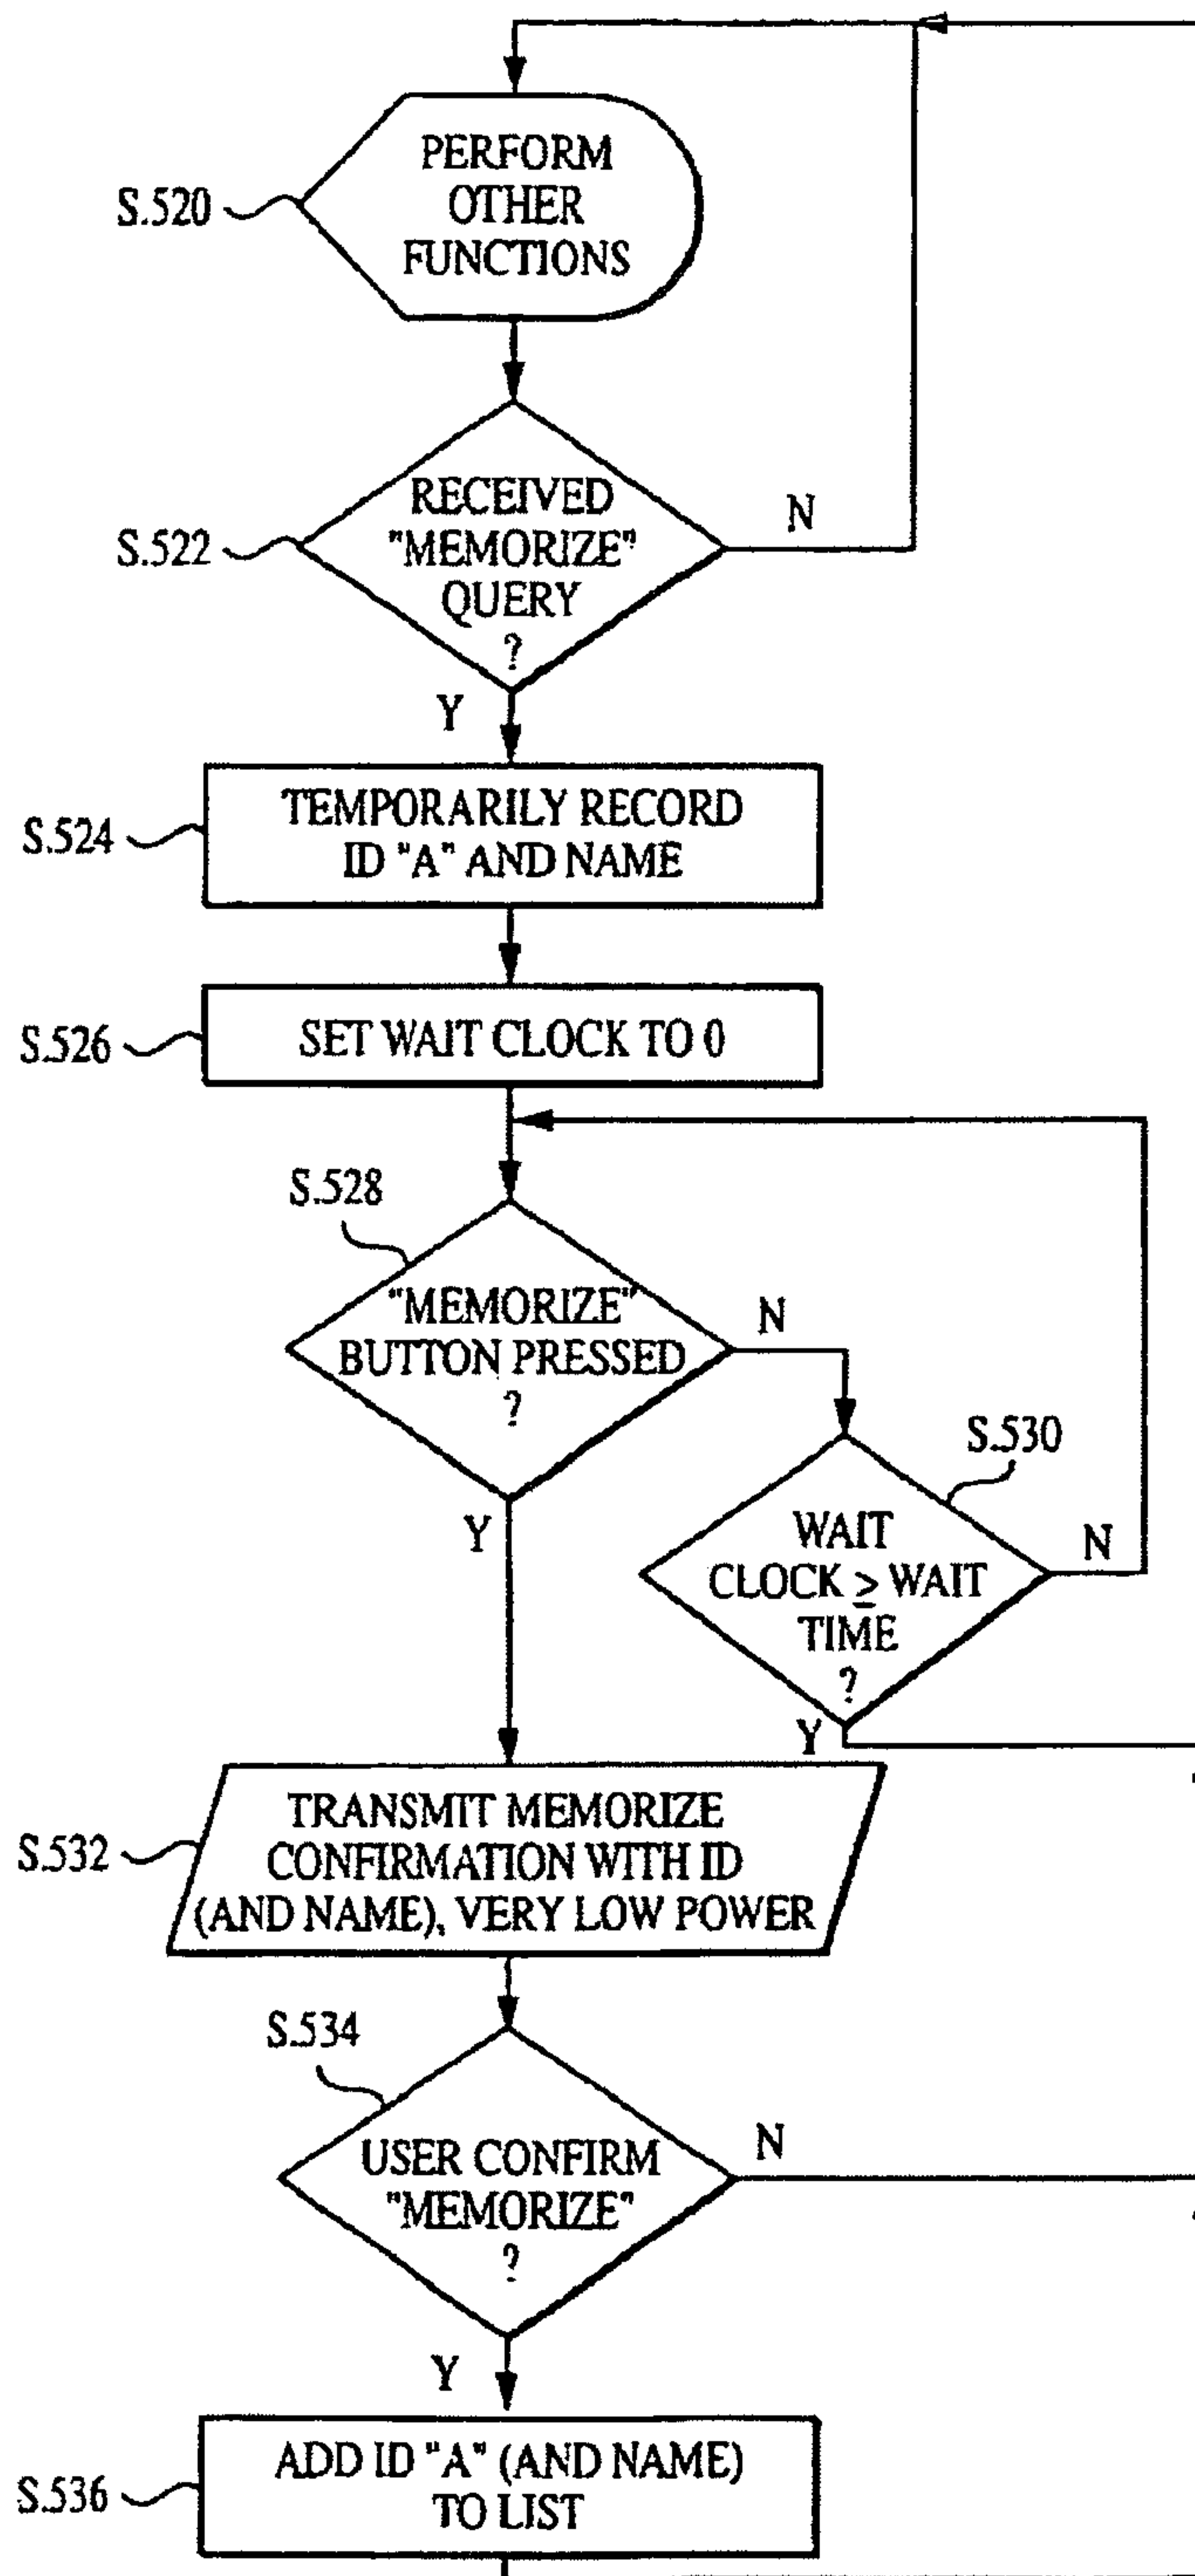 PERFORM
OTHER
FUNCTIONS
S.520
RECEIVED
"MEMORIZE"
QUERY
?
S.522
N
Y
TEMPORARILY RECORD
ID "A" AND NAME
S.524
SET WAIT CLOCK TO 0
S.526
S.528
"MEMORIZE"
BUTTON PRESSED
?
N
Y
S.530
WAIT
CLOCK ≥ WAIT
TIME
?
N
Y
TRANSMIT MEMORIZE
CONFIRMATION WITH ID
(AND NAME), VERY LOW POWER
S.532
S.534
USER CONFIRM
"MEMORIZE"
?
N
Y
ADD ID "A" (AND NAME)
TO LIST
S.536